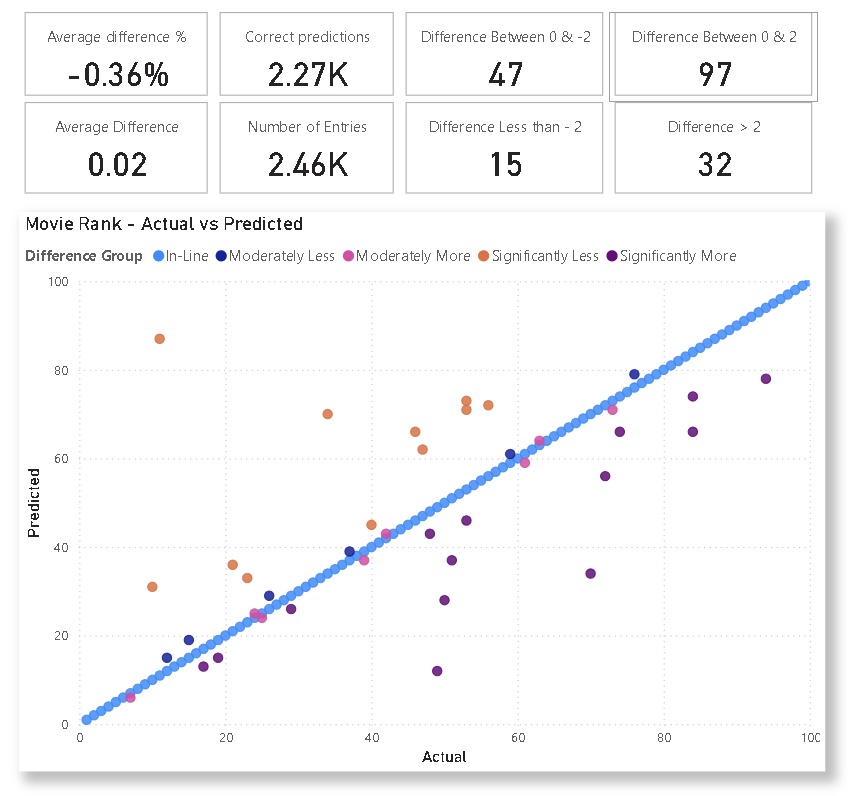 Average difference %
Correct predictions
Difference Between 0 & -2
Difference Between 0 & 2
-0.36%
2.27K
47
97
Average Difference
Number of Entries
Difference Less than - 2
Difference > 2
0.02
2.46K
15
32
Movie Rank - Actual vs Predicted
Difference Group In-Line Moderately Less Moderately More Significantly Less Significantly More
100
80
60
40
20
0
Predicted
0 20 40 60 80 100
Actual